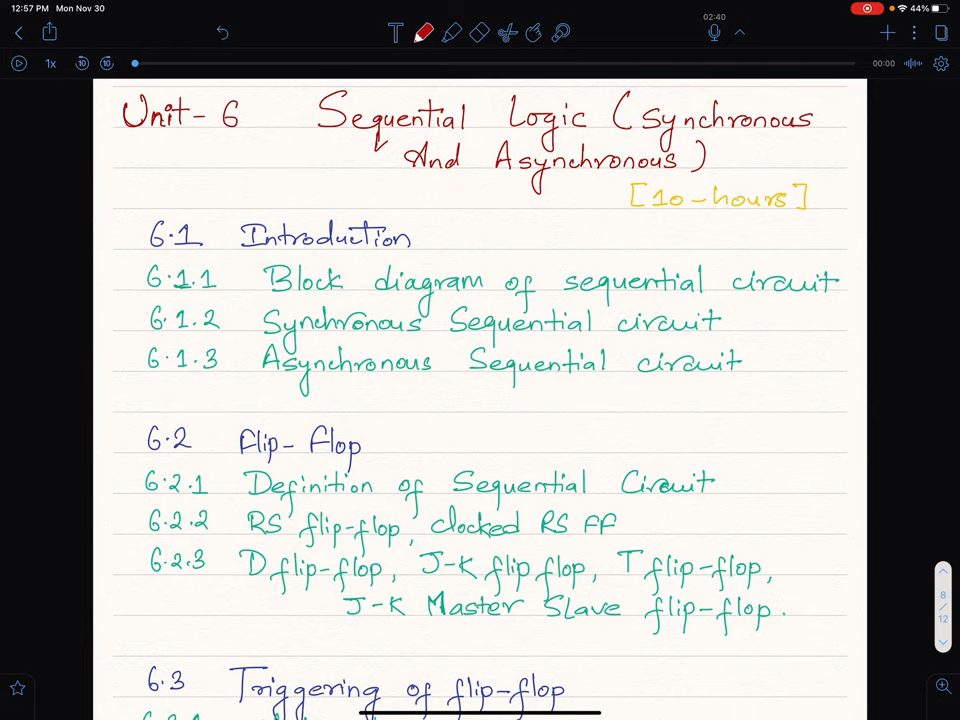 12:57 PM Mon Nov 30
44%
02:40
1x
10
10
00:00
Unit-6 Sequential Logic (Synchronous
And Asynchronous)
[10-hours]
6.1 Introduction
6.1.1 Block diagram of sequential circuit
6.1.2 Synchronous Sequential circuit
6.1.3 Asynchronous Sequential circuit
6.2 Flip-Flop
6.2.1 Definition of Sequential Circuit
6.2.2 RS flip-flop, clocked RS FF
6.2.3 D flip-flop, J-K flip flop, T flip-flop,
J-K Master Slave flip-flop.
8
/
12
6.3 Triggering of flip-flop